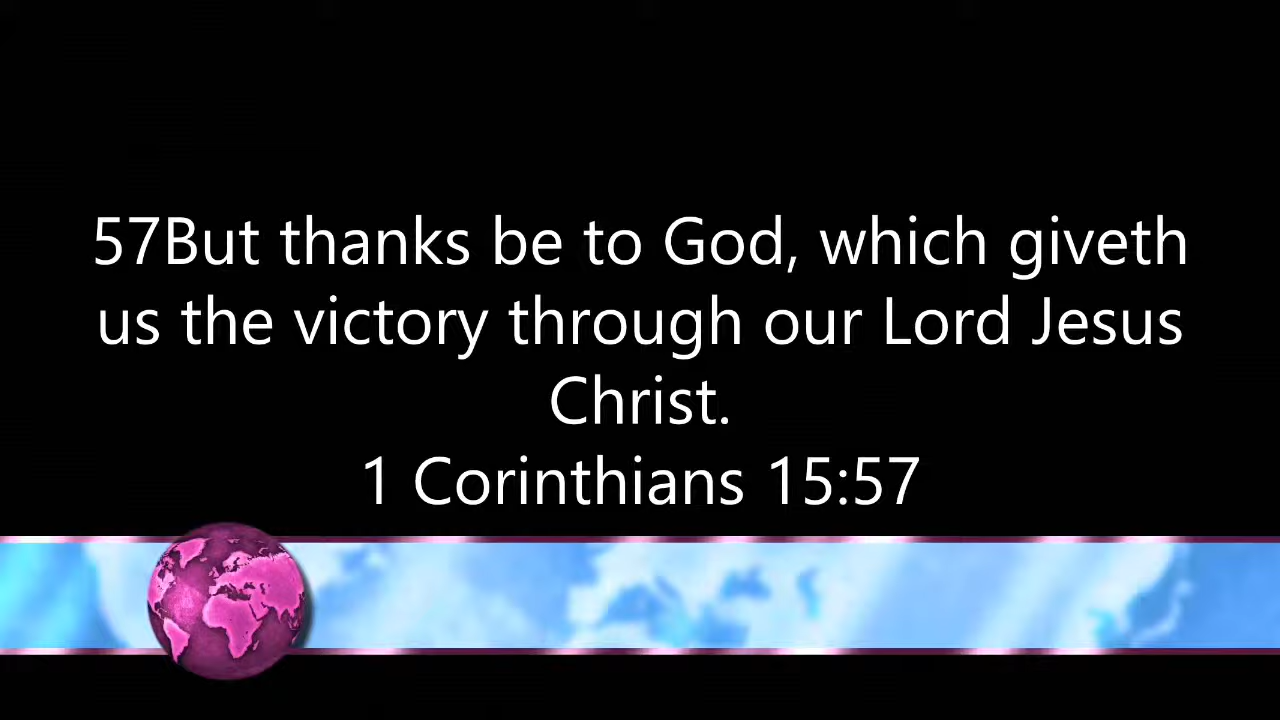 57But thanks be to God, which giveth
us the victory through our Lord Jesus
Christ.
1 Corinthians 15:57